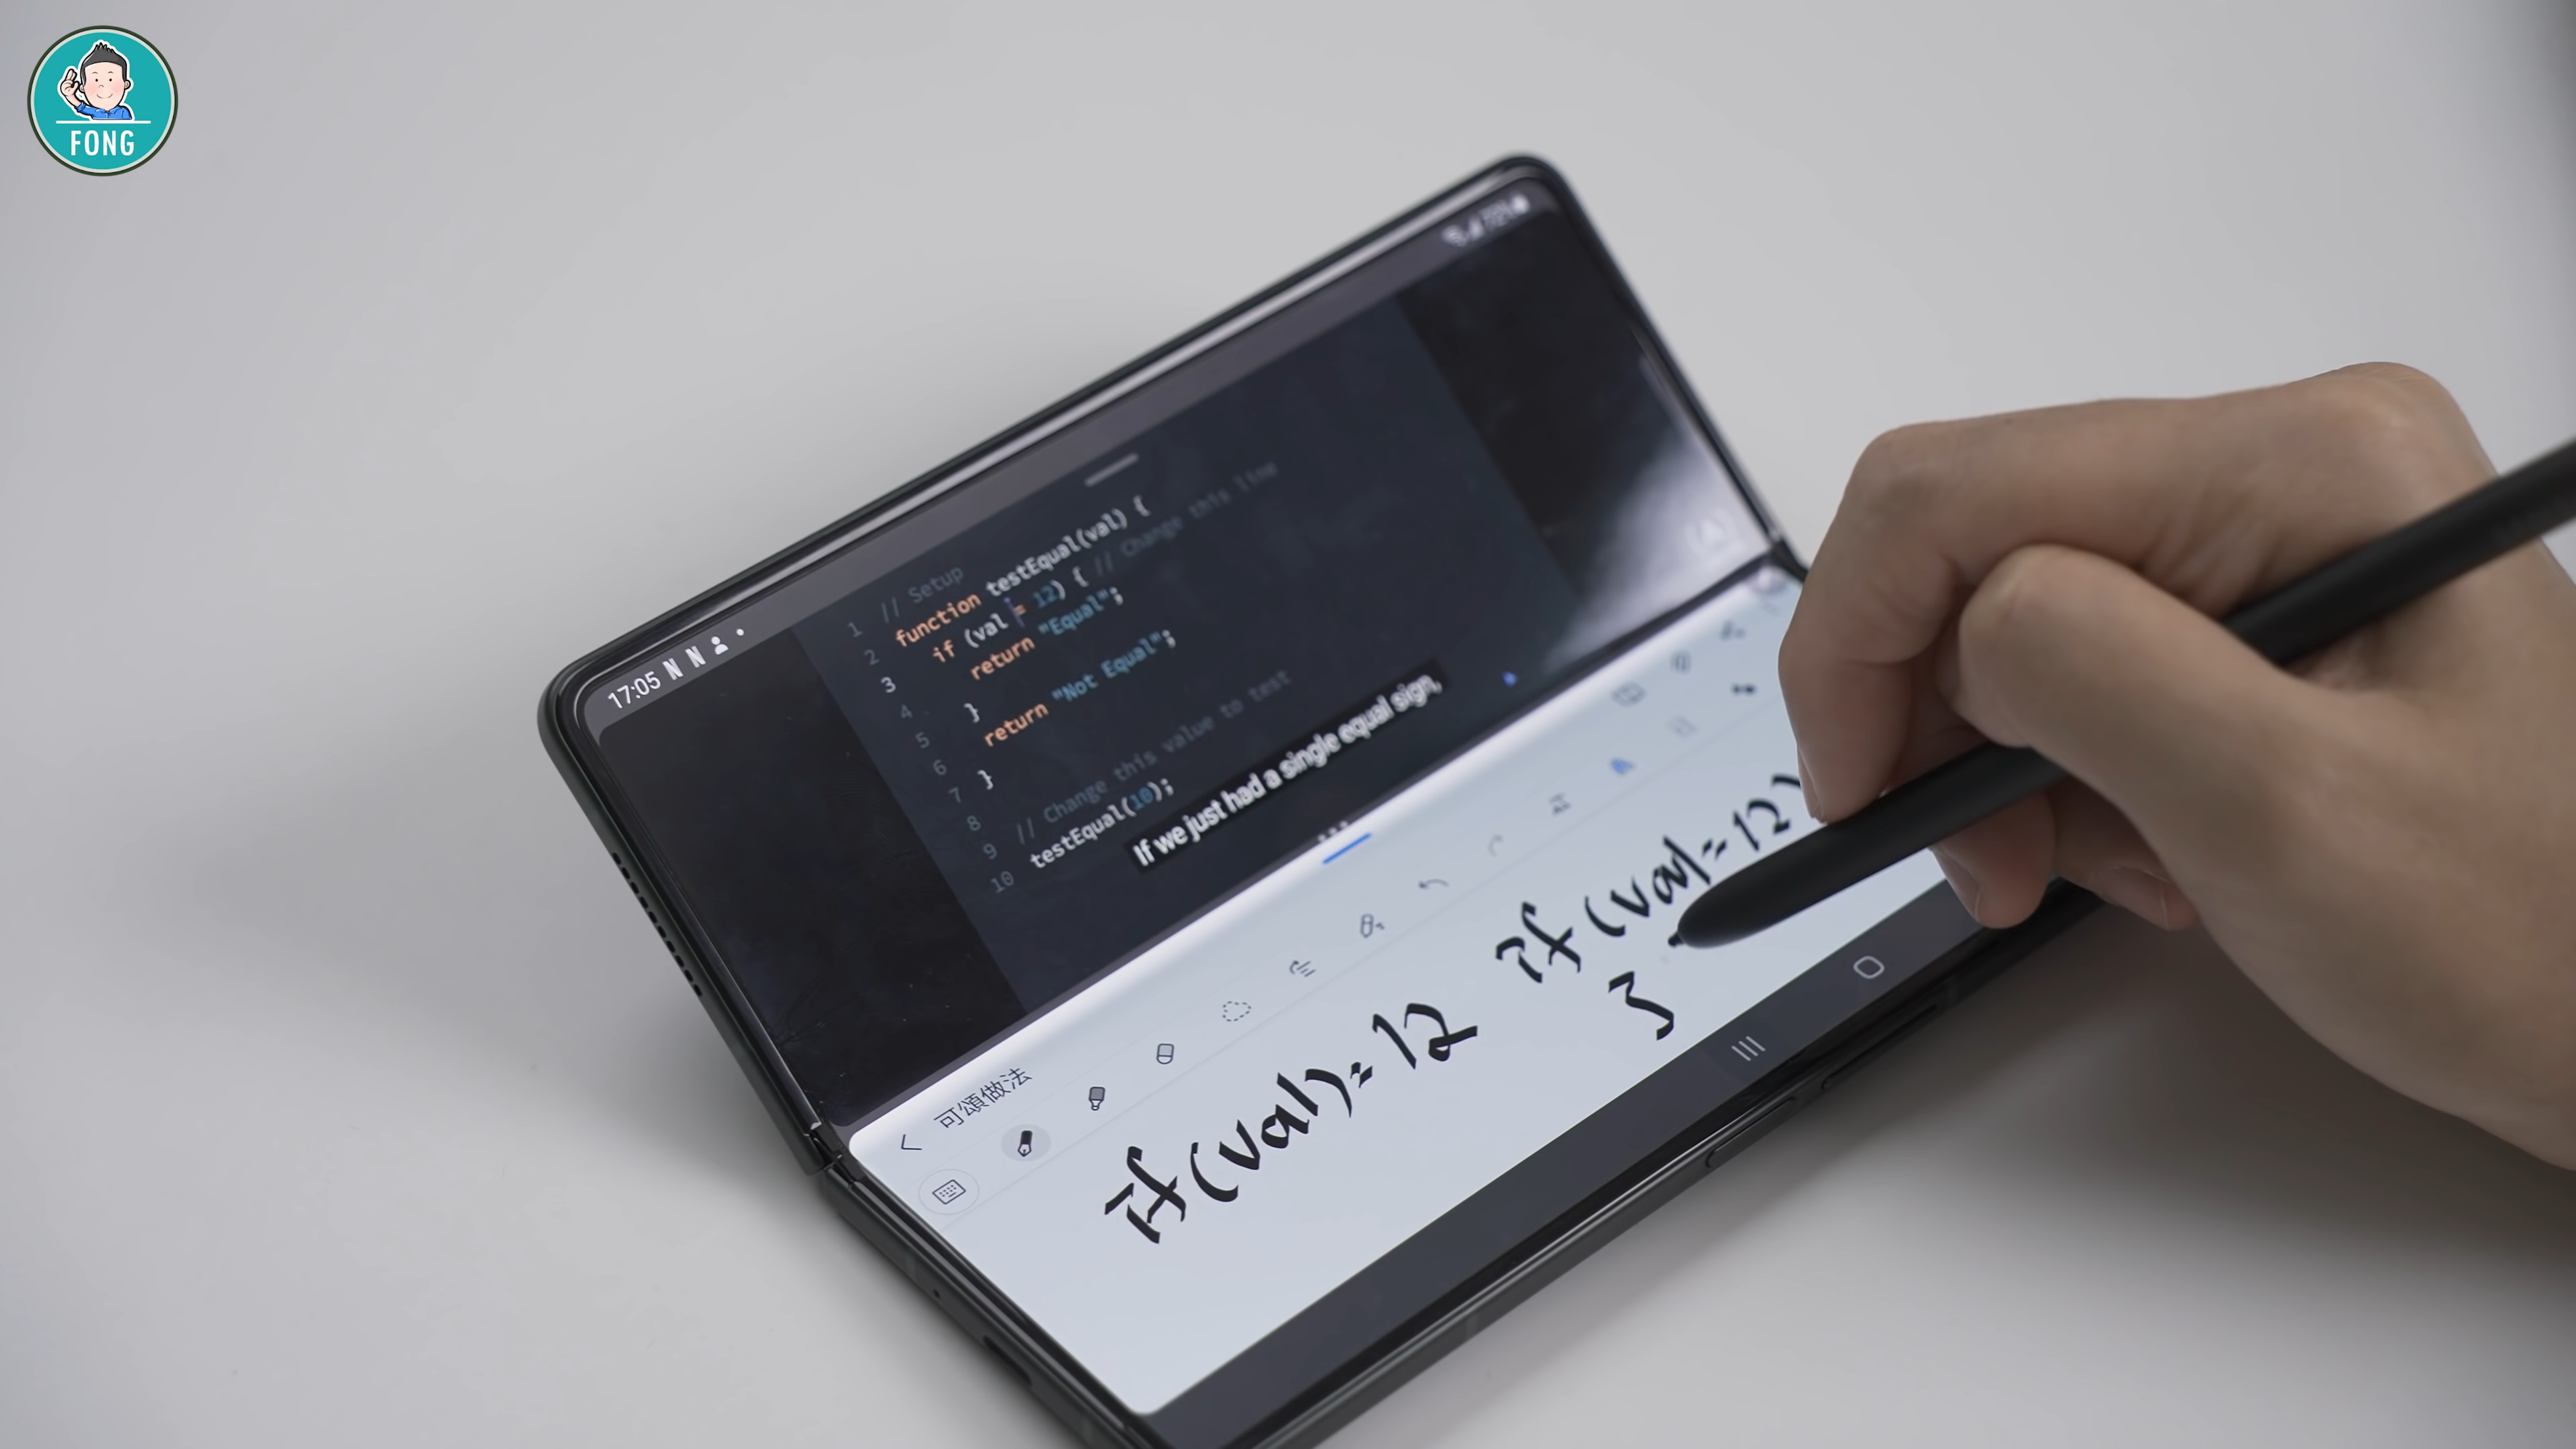 FONG
17:05 N N
1 // Setup
2 function testEqual(val) {
3 if (val = 12) { // Change this line
4 return "Equal";
5 }
6 return "Not Equal";
7 }
8
9 // Change this value to test
10 testEqual(10);
If we just had a single equal sign,
可頌做法
if (val) = 12
if (val = 12)